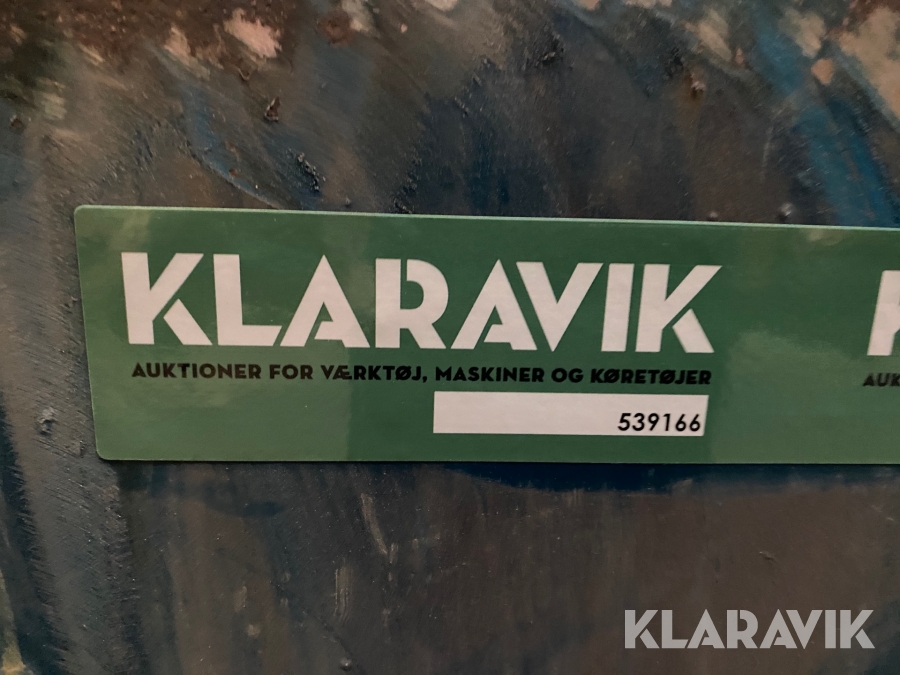 KLARAVIK
AUKTIONER FOR VÆRKTØJ, MASKINER OG KØRETØJER
539166
KLARAVIK